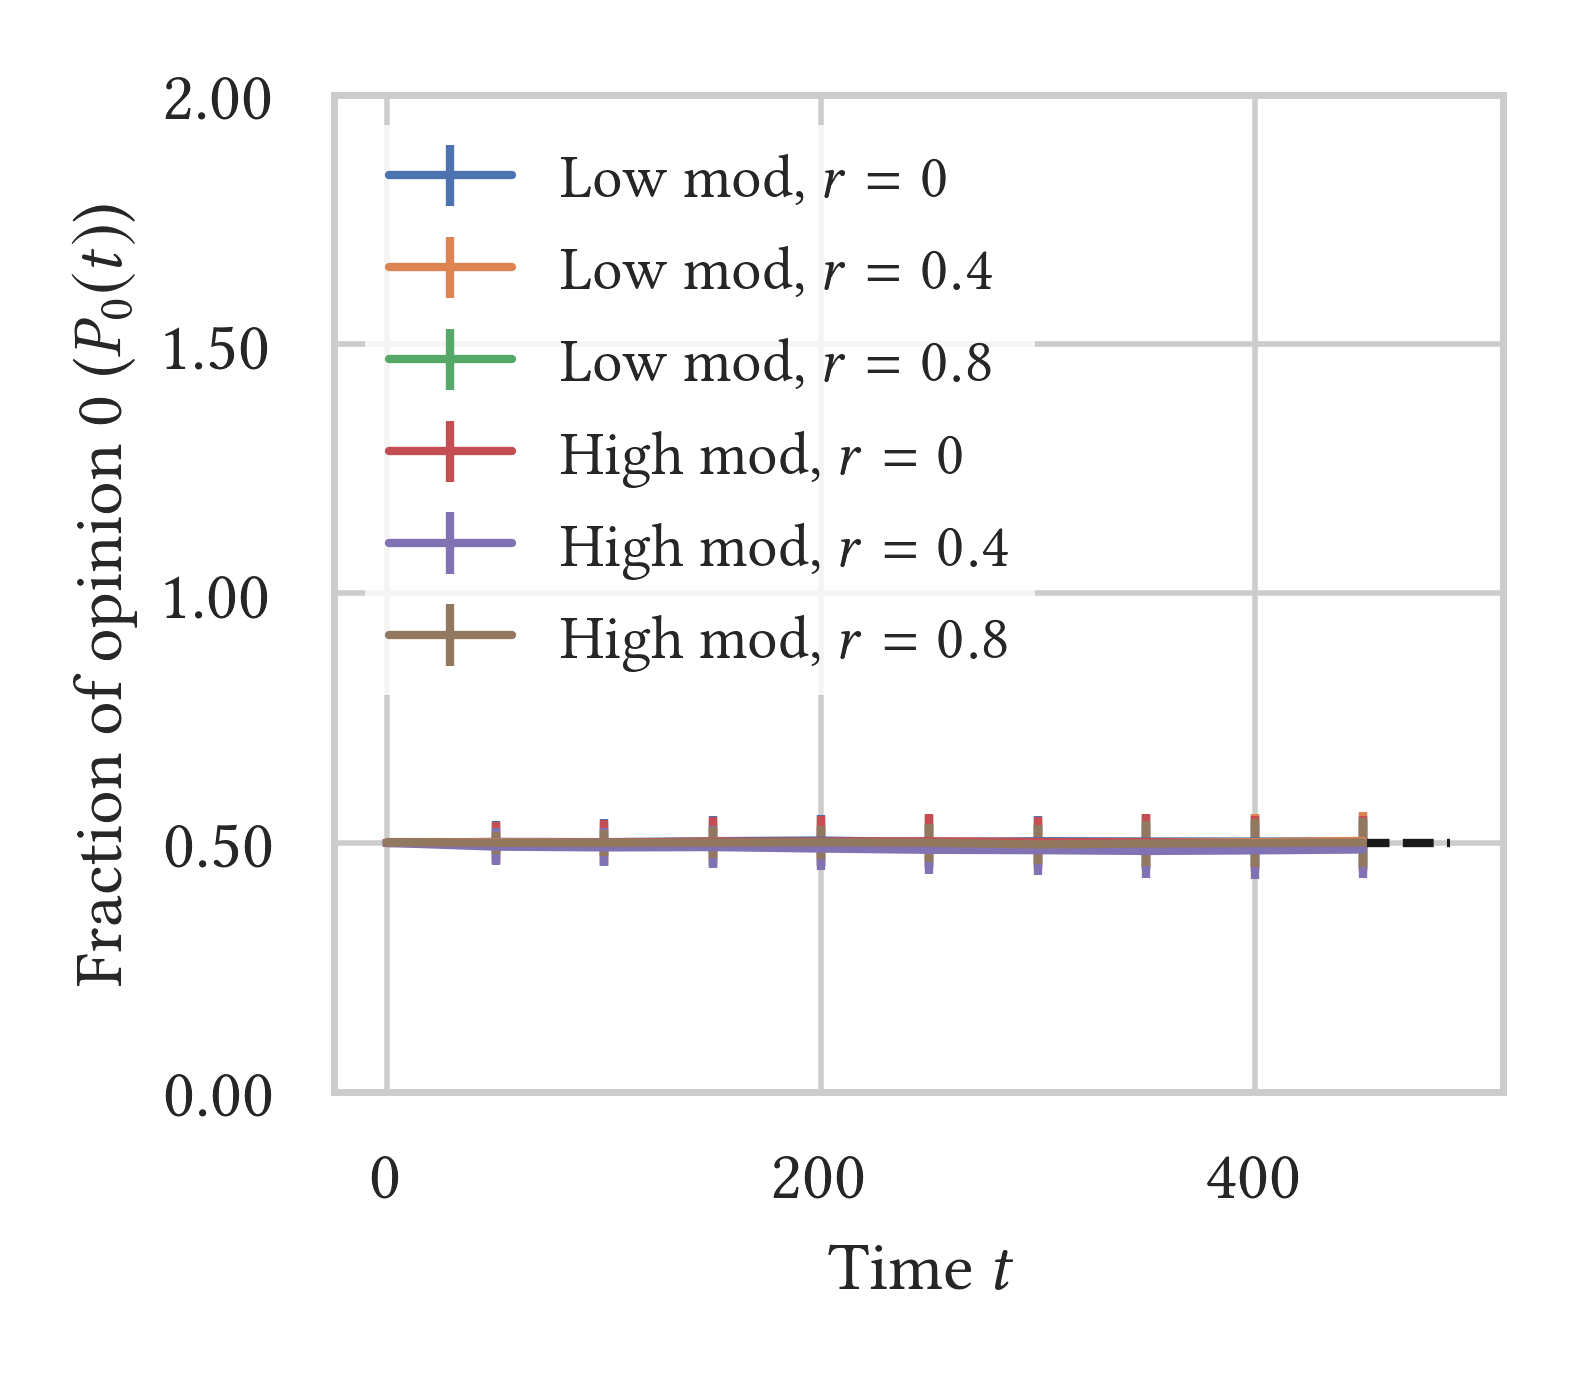 Fraction of opinion 0 (P₀(t))
2.00
1.50
1.00
0.50
0.00
Low mod, r = 0
Low mod, r = 0.4
Low mod, r = 0.8
High mod, r = 0
High mod, r = 0.4
High mod, r = 0.8
0 200 400
Time t